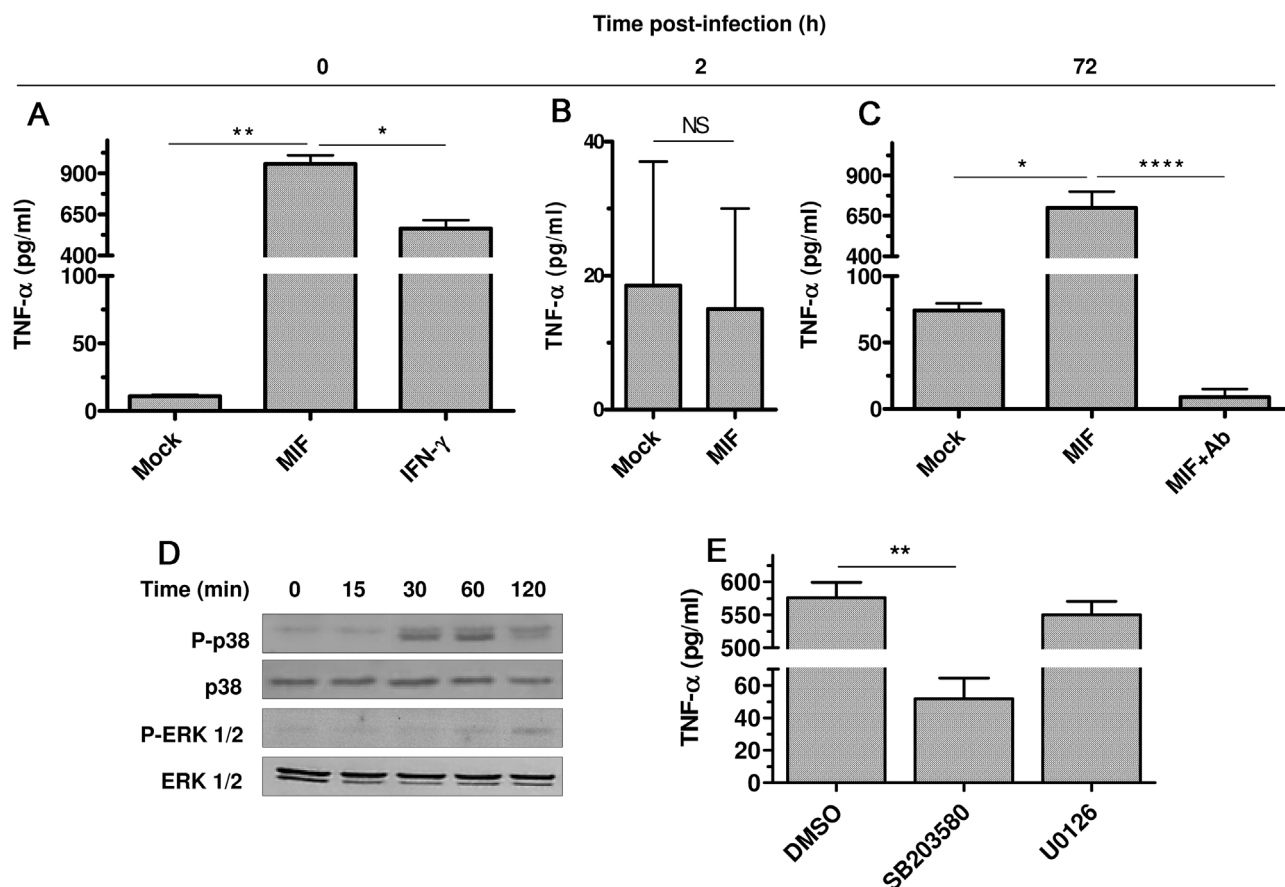 Time post-infection (h)
0 2 72
A
** *
TNF-α (pg/ml)
900
650
400
100
50
0
Mock MIF IFN-γ
B
NS
TNF-α (pg/ml)
40
20
0
Mock MIF
C
* ****
TNF-α (pg/ml)
900
650
400
100
75
50
25
0
Mock MIF MIF+Ab
D
Time (min) 0 15 30 60 120
P-p38
p38
P-ERK 1/2
ERK 1/2
E
**
TNF-α (pg/ml)
600
550
500
60
40
20
0
DMSO SB203580 U0126